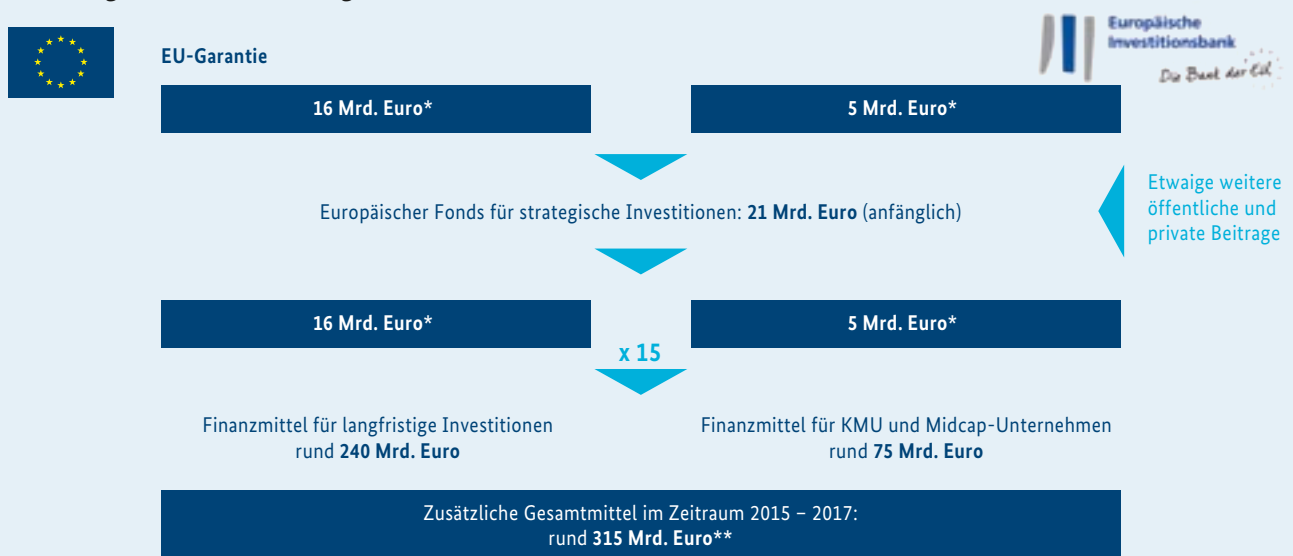 Europäische
Investitionsbank
Die Bank der EU
EU-Garantie
16 Mrd. Euro*
5 Mrd. Euro*
Etwaige weitere
öffentliche und
private Beitrage
Europäischer Fonds für strategische Investitionen: 21 Mrd. Euro (anfänglich)
16 Mrd. Euro*
5 Mrd. Euro*
x 15
Finanzmittel für langfristige Investitionen
rund 240 Mrd. Euro
Finanzmittel für KMU und Midcap-Unternehmen
rund 75 Mrd. Euro
Zusätzliche Gesamtmittel im Zeitraum 2015 – 2017:
rund 315 Mrd. Euro**